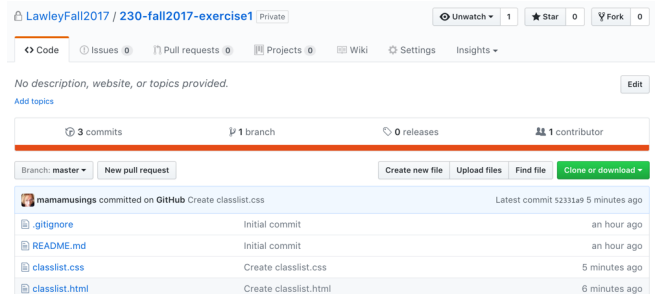 LawleyFall2017 / 230-fall2017-exercise1 Private Unwatch 1 Star 0 Fork 0
Code Issues 0 Pull requests 0 Projects 0 Wiki Settings Insights
No description, website, or topics provided. Edit
Add topics
3 commits 1 branch 0 releases 1 contributor
Branch: master New pull request Create new file Upload files Find file Clone or download
mamamusings committed on GitHub Create classlist.css Latest commit 52331a9 5 minutes ago
.gitignore Initial commit an hour ago
README.md Initial commit an hour ago
classlist.css Create classlist.css 5 minutes ago
classlist.html Create classlist.html 6 minutes ago